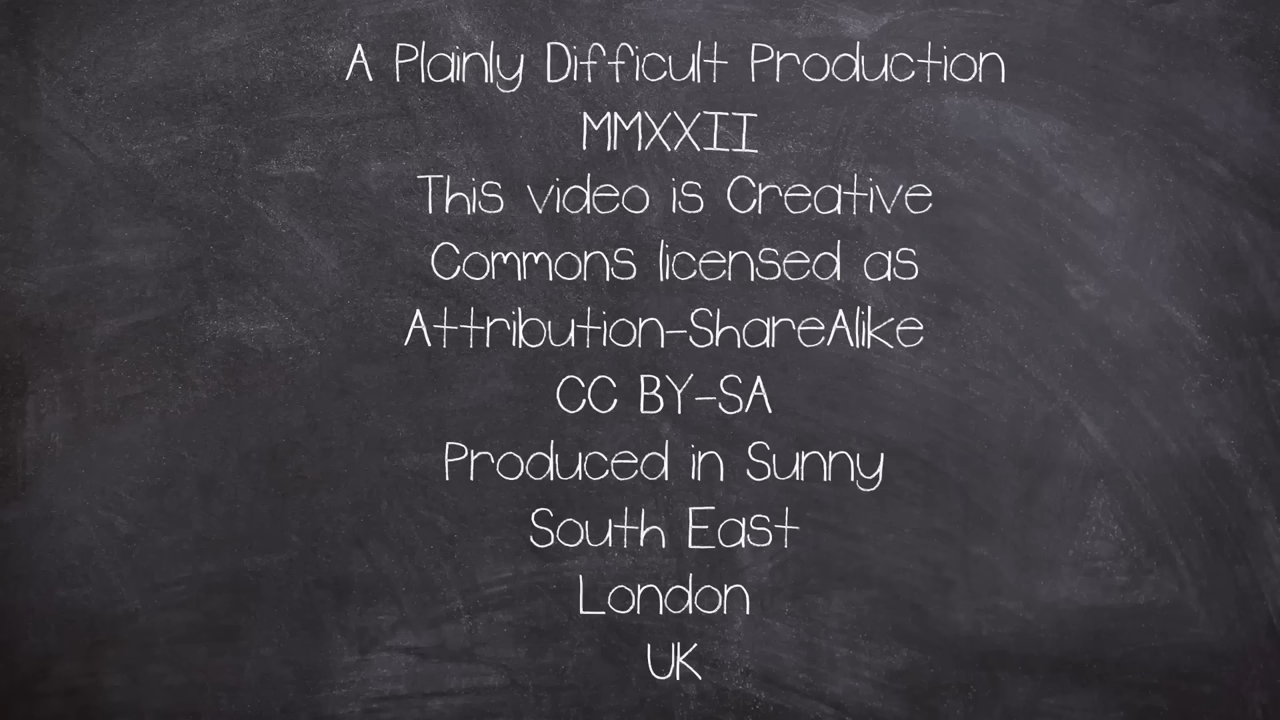 A Plainly Difficult Production
MMXXII
This video is Creative
Commons licensed as
Attribution-ShareAlike
CC BY-SA
Produced in Sunny
South East
London
UK